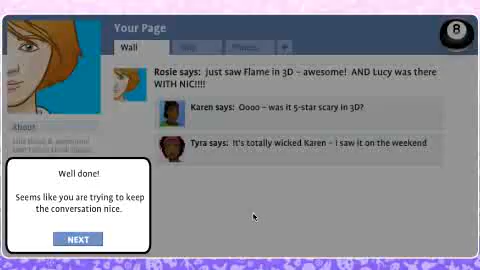 Your Page
8
Wall
Rosie says: just saw Flame in 3D - awesome! AND Lucy was there
WITH NIC!!!!
Karen says: Oooo - was it 5-star scary in 3D?
Tyra says: It's totally wicked Karen - I saw it on the weekend
About
Well done!
Seems like you are trying to keep
the conversation nice.
NEXT